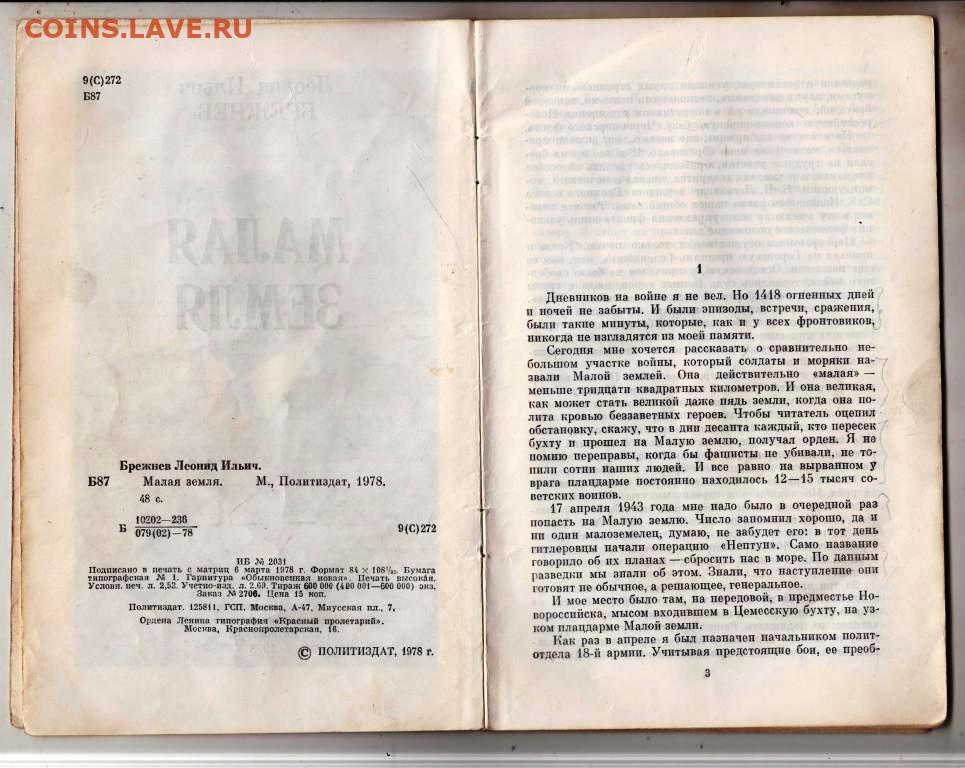 COINS.LAVE.RU
9(С)272
Б87
Брежнев Леонид Ильич.
Б87 Малая земля. М., Политиздат, 1978.
48 с.
Б 10202—236
079(02)—78 9(С)272
ИБ № 2031
Подписано в печать с матриц 6 марта 1978 г. Формат 84 × 108¹/₃₂. Бумага
типографская № 1. Гарнитура «Обыкновенная новая». Печать высокая.
Условн. печ. л. 2,52. Учетно-изд. л. 2,69. Тираж 600 000 (400 001—600 000) экз.
Заказ № 2706. Цена 15 коп.
Политиздат. 125811, ГСП, Москва, А-47, Миусская пл., 7.
Ордена Ленина типография «Красный пролетарий».
Москва, Краснопролетарская, 16.
© ПОЛИТИЗДАТ, 1978 г.
МАЛАЯ
ЗЕМЛЯ
1
Дневников на войне я не вел. Но 1418 огненных дней
и ночей не забыты. И были эпизоды, встречи, сражения,
были такие минуты, которые, как и у всех фронтовиков,
никогда не изгладятся из моей памяти.
Сегодня мне хочется рассказать о сравнительно не-
большом участке войны, который солдаты и моряки на-
звали Малой землей. Она действительно «малая» —
меньше тридцати квадратных километров. И она великая,
как может стать великой даже пядь земли, когда она по-
лита кровью беззаветных героев. Чтобы читатель оценил
обстановку, скажу, что в дни десанта каждый, кто пересек
бухту и прошел на Малую землю, получал орден. Я не
помню переправы, когда бы фашисты не убивали, не то-
пили сотни наших людей. И все равно на вырванном у
врага плацдарме постоянно находилось 12—15 тысяч со-
ветских воинов.
17 апреля 1943 года мне надо было в очередной раз
попасть на Малую землю. Число запомнил хорошо, да и
ни один малоземелец, думаю, не забудет его: в тот день
гитлеровцы начали операцию «Нептун». Само название
говорило об их планах — сбросить нас в море. По данным
разведки мы знали об этом. Знали, что наступление они
готовят не обычное, а решающее, генеральное.
И мое место было там, на передовой, в предместье Но-
вороссийска, мысом входившем в Цемесскую бухту, на уз-
ком плацдарме Малой земли.
Как раз в апреле я был назначен начальником полит-
отдела 18-й армии. Учитывая предстоящие бои, ее преоб-
3